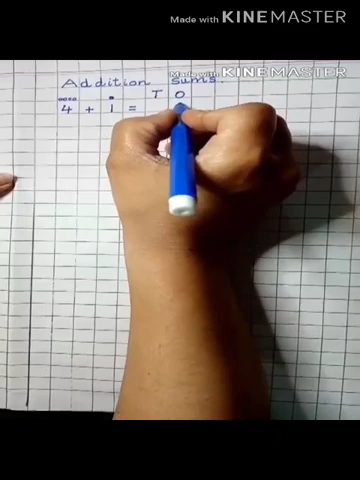 Made with KINEMASTER
Addition sums.
Made with KINEMASTER
T O
4 + 1 =